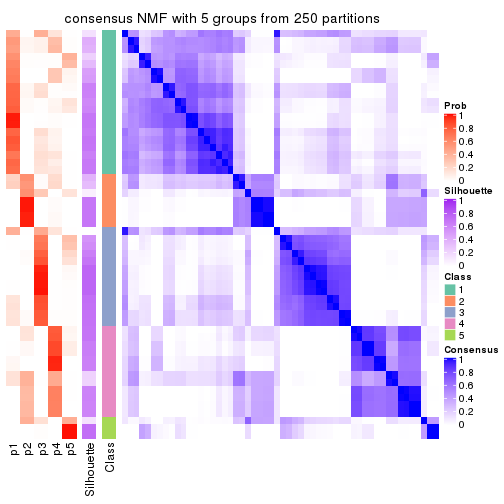 consensus NMF with 5 groups from 250 partitions
Prob
1
0.8
0.6
0.4
0.2
0
Silhouette
1
0.8
0.6
0.4
0.2
0
Class
1
2
3
4
5
Consensus
1
0.8
0.6
0.4
0.2
0
p1
p2
p3
p4
p5
Silhouette
Class